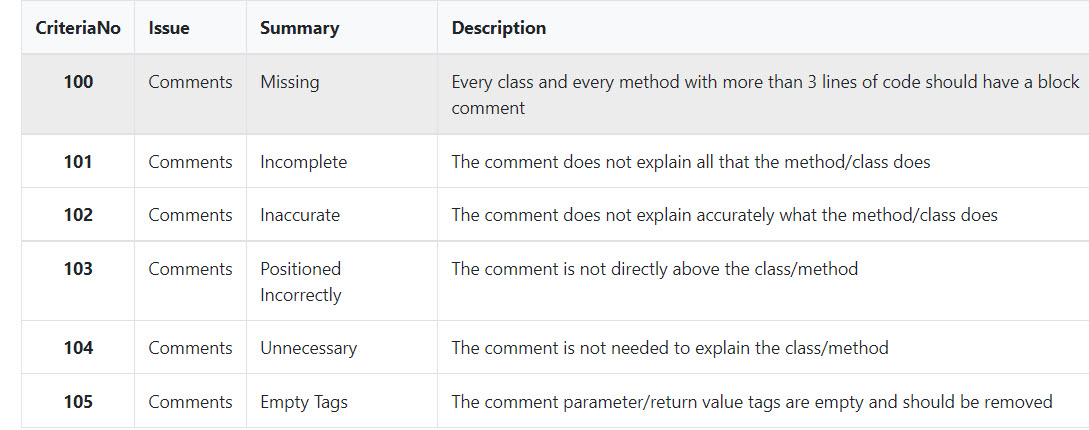 CriteriaNo Issue Summary Description
100 Comments Missing Every class and every method with more than 3 lines of code should have a block
comment
101 Comments Incomplete The comment does not explain all that the method/class does
102 Comments Inaccurate The comment does not explain accurately what the method/class does
103 Comments Positioned The comment is not directly above the class/method
Incorrectly
104 Comments Unnecessary The comment is not needed to explain the class/method
105 Comments Empty Tags The comment parameter/return value tags are empty and should be removed